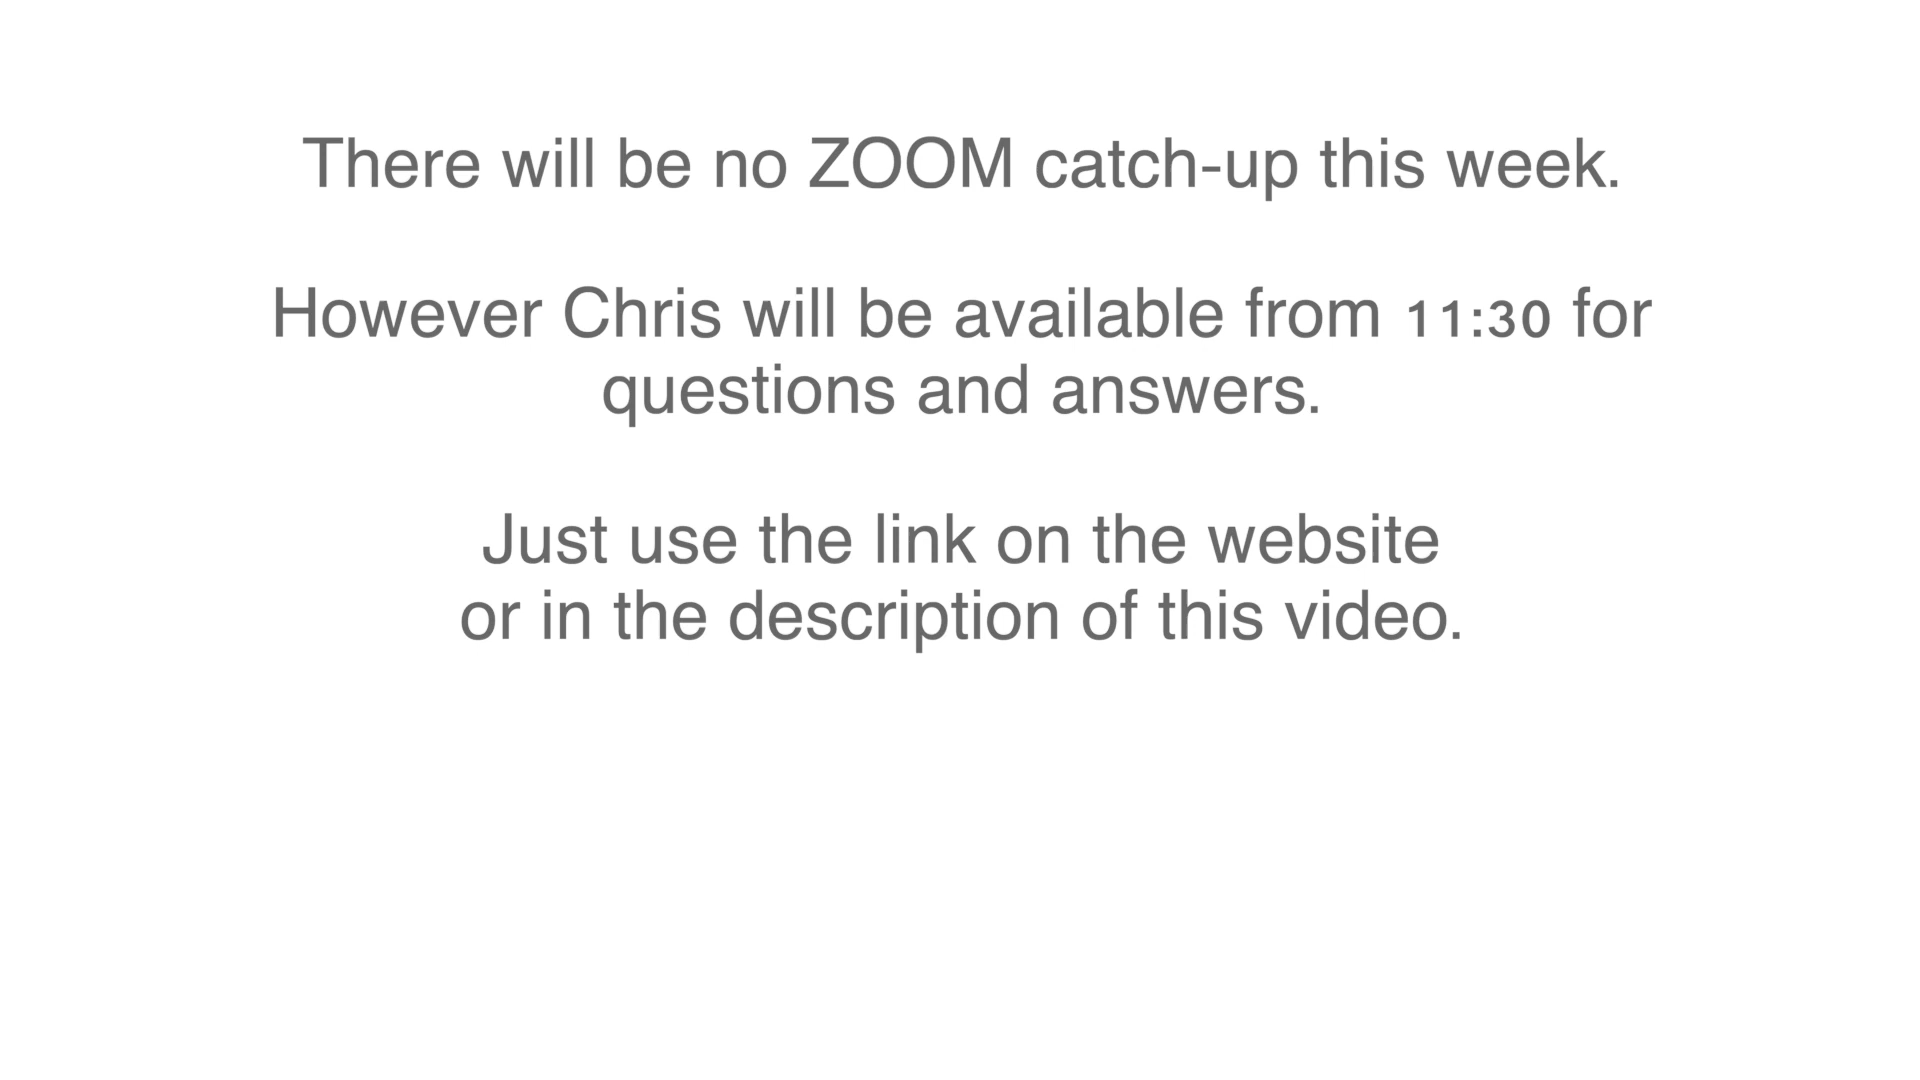 There will be no ZOOM catch-up this week.
However Chris will be available from 11:30 for
questions and answers.
Just use the link on the website
or in the description of this video.